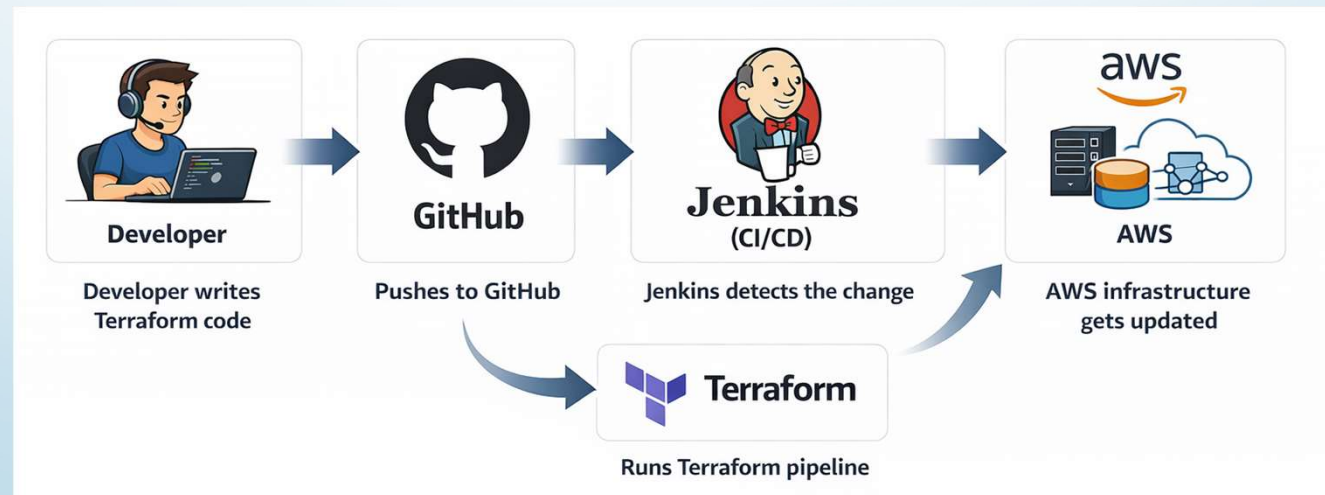 Developer
Developer writes
Terraform code
GitHub
Pushes to GitHub
Jenkins
(CI/CD)
Jenkins detects the change
aws
AWS
AWS infrastructure
gets updated
Terraform
Runs Terraform pipeline